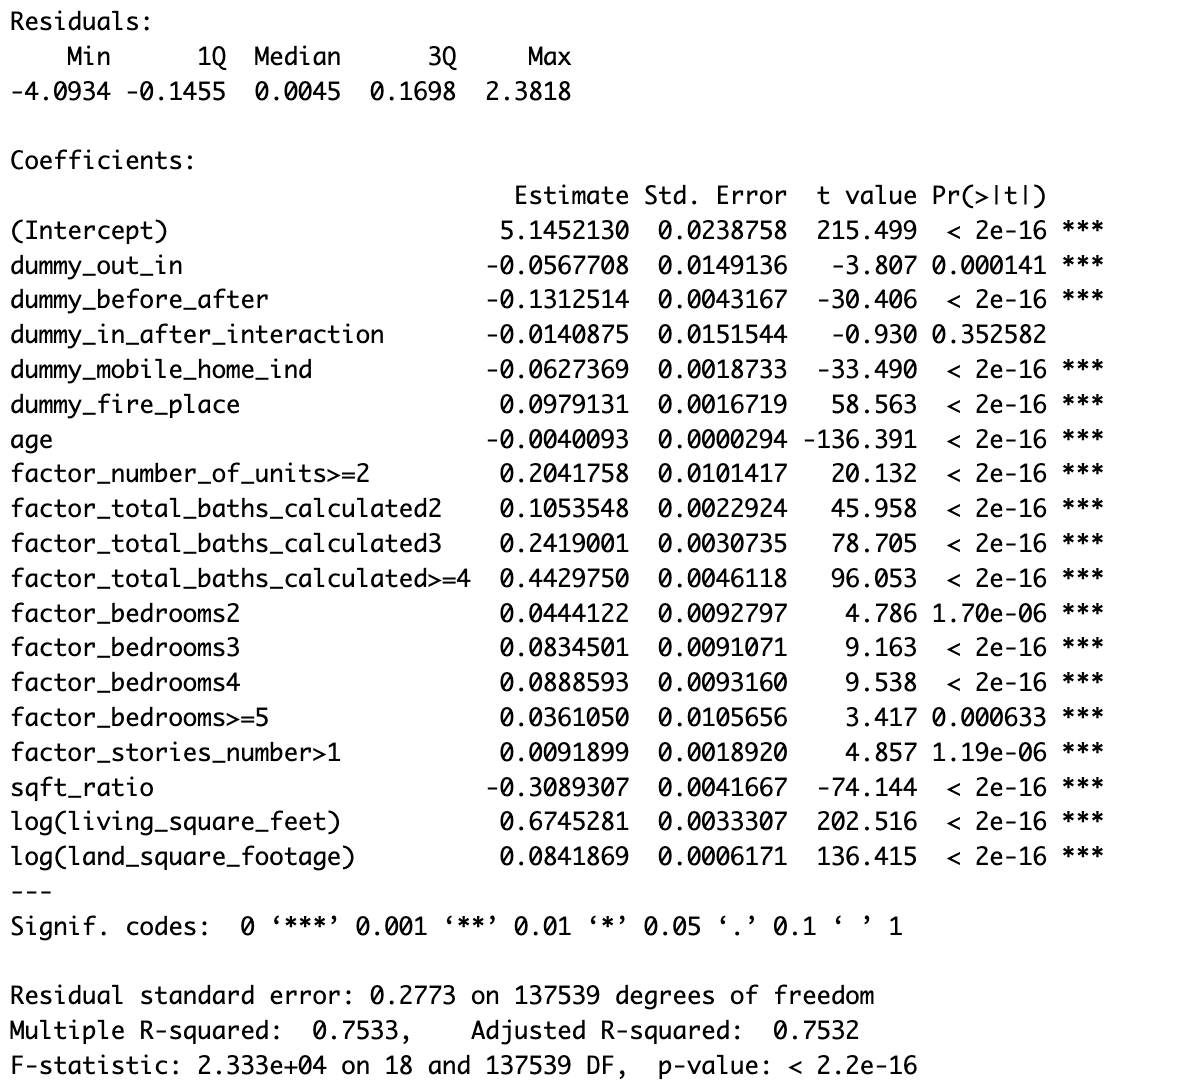 Residuals:
    Min      1Q  Median      3Q     Max
-4.0934 -0.1455  0.0045  0.1698  2.3818
Coefficients:
                                  Estimate Std. Error  t value Pr(>|t|)
(Intercept)                      5.1452130  0.0238758  215.499  < 2e-16 ***
dummy_out_in                    -0.0567708  0.0149136   -3.807 0.000141 ***
dummy_before_after              -0.1312514  0.0043167  -30.406  < 2e-16 ***
dummy_in_after_interaction      -0.0140875  0.0151544   -0.930 0.352582
dummy_mobile_home_ind           -0.0627369  0.0018733  -33.490  < 2e-16 ***
dummy_fire_place                 0.0979131  0.0016719   58.563  < 2e-16 ***
age                             -0.0040093  0.0000294 -136.391  < 2e-16 ***
factor_number_of_units>=2        0.2041758  0.0101417   20.132  < 2e-16 ***
factor_total_baths_calculated2   0.1053548  0.0022924   45.958  < 2e-16 ***
factor_total_baths_calculated3   0.2419001  0.0030735   78.705  < 2e-16 ***
factor_total_baths_calculated>=4 0.4429750  0.0046118   96.053  < 2e-16 ***
factor_bedrooms2                 0.0444122  0.0092797    4.786 1.70e-06 ***
factor_bedrooms3                 0.0834501  0.0091071    9.163  < 2e-16 ***
factor_bedrooms4                 0.0888593  0.0093160    9.538  < 2e-16 ***
factor_bedrooms>=5               0.0361050  0.0105656    3.417 0.000633 ***
factor_stories_number>1          0.0091899  0.0018920    4.857 1.19e-06 ***
sqft_ratio                      -0.3089307  0.0041667  -74.144  < 2e-16 ***
log(living_square_feet)          0.6745281  0.0033307  202.516  < 2e-16 ***
log(land_square_footage)         0.0841869  0.0006171  136.415  < 2e-16 ***
---
Signif. codes:  0 ‘***’ 0.001 ‘**’ 0.01 ‘*’ 0.05 ‘.’ 0.1 ‘ ’ 1
Residual standard error: 0.2773 on 137539 degrees of freedom
Multiple R-squared:  0.7533,    Adjusted R-squared:  0.7532
F-statistic: 2.333e+04 on 18 and 137539 DF,  p-value: < 2.2e-16